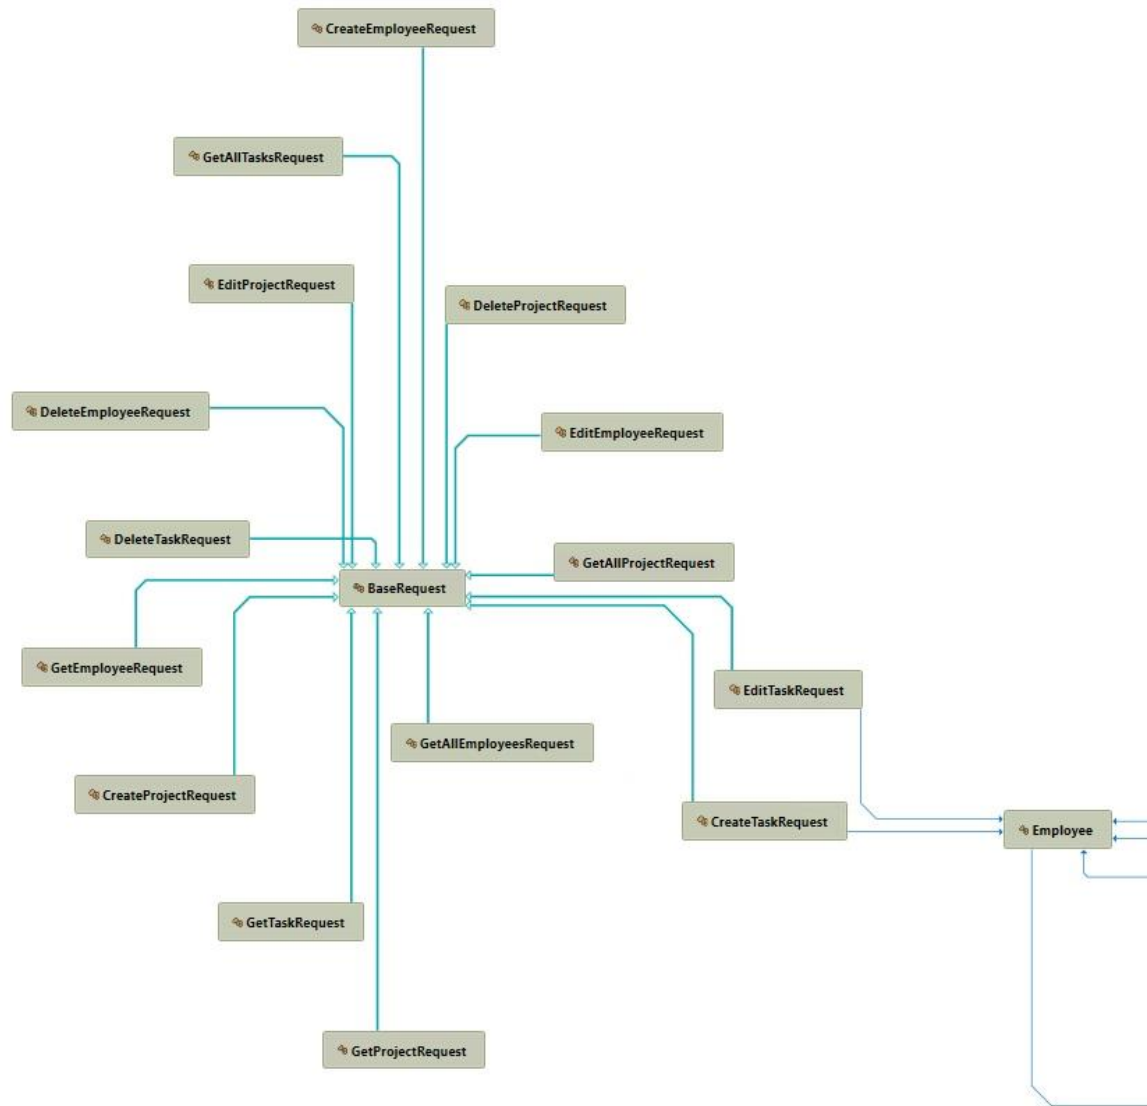 CreateEmployeeRequest
GetAllTasksRequest
EditProjectRequest
DeleteProjectRequest
DeleteEmployeeRequest
EditEmployeeRequest
DeleteTaskRequest
GetAllProjectRequest
BaseRequest
GetEmployeeRequest
EditTaskRequest
GetAllEmployeesRequest
CreateProjectRequest
CreateTaskRequest
Employee
GetTaskRequest
GetProjectRequest